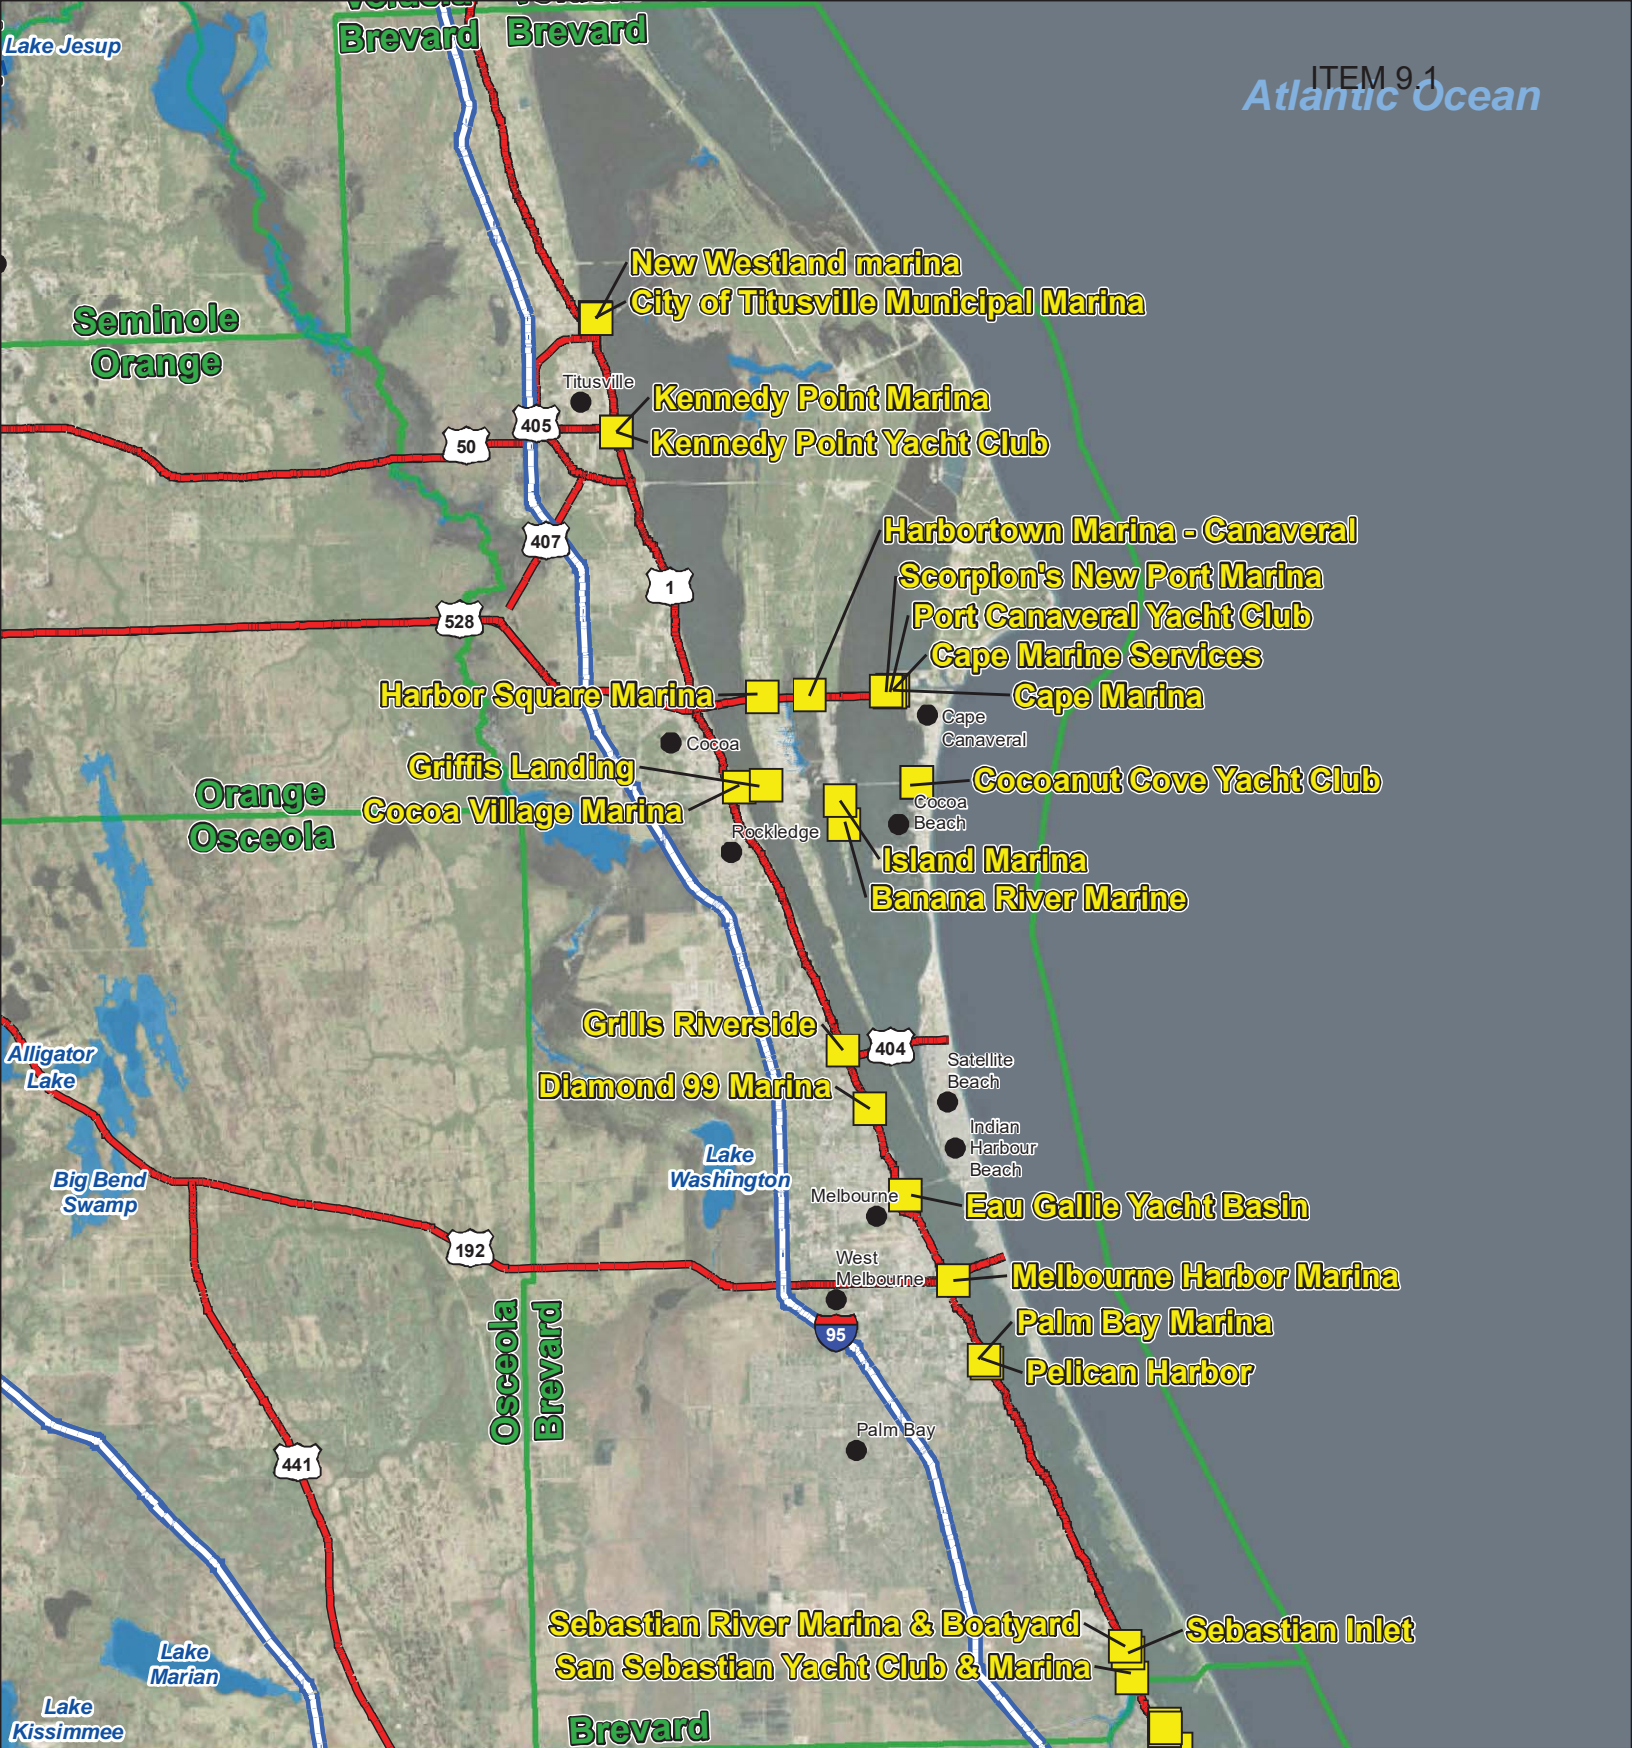 Volusia
Volusia
Brevard
Brevard
Lake Jesup
ITEM 9.1
Atlantic Ocean
New Westland marina
City of Titusville Municipal Marina
Seminole
Orange
Titusville
Kennedy Point Marina
405
50
Kennedy Point Yacht Club
Harbortown Marina - Canaveral
407
Scorpion's New Port Marina
1
528
Port Canaveral Yacht Club
Cape Marine Services
Harbor Square Marina
Cape Marina
Cape
Canaveral
Cocoa
Griffis Landing
Cocoanut Cove Yacht Club
Orange
Osceola
Cocoa Village Marina
Cocoa
Beach
Rockledge
Island Marina
Banana River Marine
Grills Riverside
404
Alligator
Lake
Satellite
Beach
Diamond 99 Marina
Indian
Harbour
Beach
Lake
Washington
Big Bend
Swamp
Melbourne
Eau Gallie Yacht Basin
192
West
Melbourne
Melbourne Harbor Marina
Osceola
Brevard
95
Palm Bay Marina
Pelican Harbor
Palm Bay
441
Sebastian River Marina & Boatyard
Sebastian Inlet
San Sebastian Yacht Club & Marina
Lake
Marian
Lake
Kissimmee
Brevard